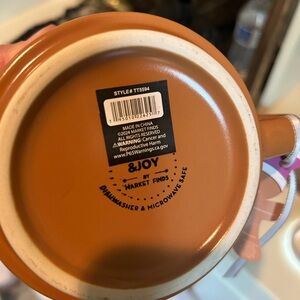 STYLE# TT5594
MADE IN CHINA
©2024 MARKET FINDS
ALL RIGHTS RESERVED
⚠WARNING: Cancer and
Reproductive Harm
www.P65Warnings.ca.gov
&JOY
BY
MARKET FINDS
DISHWASHER & MICROWAVE SAFE